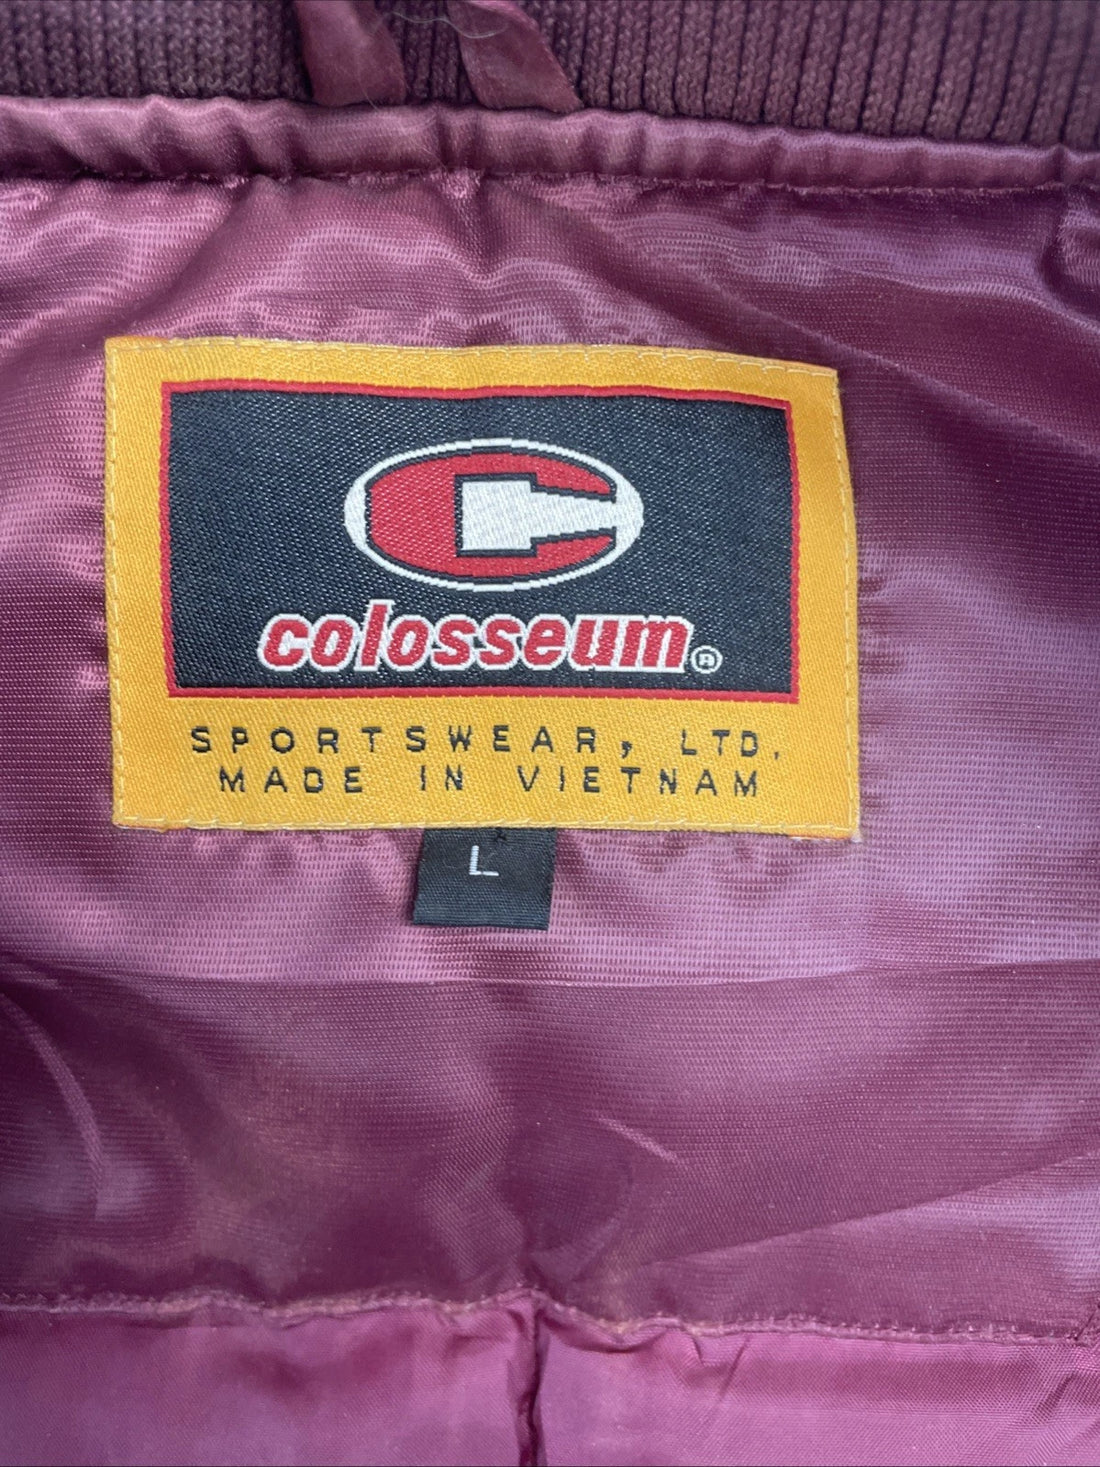 colosseum®
SPORTSWEAR, LTD.
MADE IN VIETNAM
L